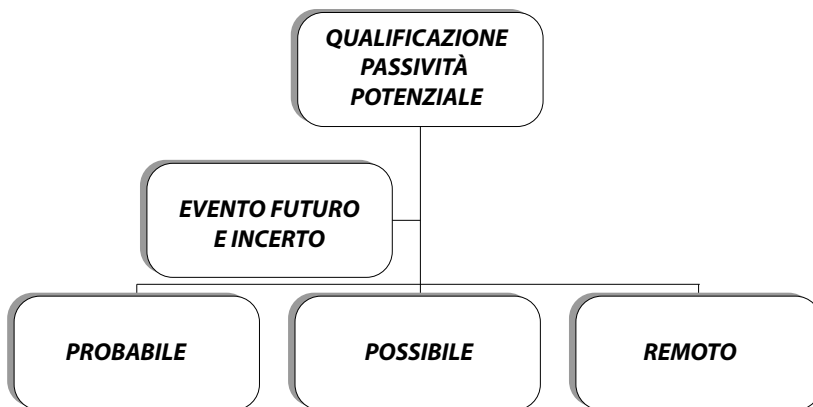 QUALIFICAZIONE
PASSIVITÀ
POTENZIALE
EVENTO FUTURO
E INCERTO
PROBABILE
POSSIBILE
REMOTO